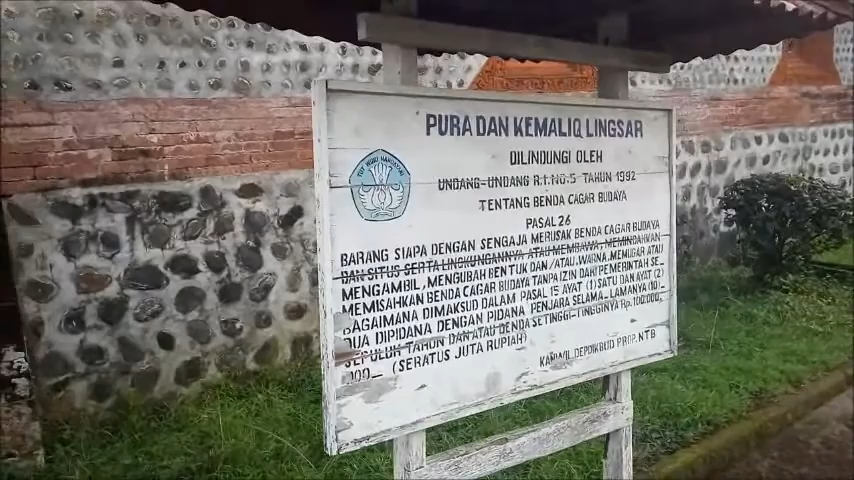 PURA DAN KEMALIQ LINGSAR
DILINDUNGI OLEH
UNDANG-UNDANG R.I. NO.5 TAHUN 1992
TENTANG BENDA CAGAR BUDAYA
PASAL 26
BARANG SIAPA DENGAN SENGAJA MERUSAK BENDA CAGAR BUDAYA
DAN SITUS SERTA LINGKUNGANNYA ATAU MEMBAWA, MEMINDAHKAN
MENGAMBIL, MENGUBAH BENTUK DAN/ATAU WARNA, MEMUGAR ATAU
MEMISAHKAN BENDA CAGAR BUDAYA TANPA IZIN DARI PEMERINTAH SE-
BAGAIMANA DIMAKSUD DALAM PASAL 15 AYAT (1) SATU DAN AYAT (2)
DUA DIPIDANA DENGAN PIDANA PENJARA SELAMA-LAMANYA (10)
SEPULUH TAHUN DAN ATAU DENDA SETINGGI-TINGGINYA Rp 100.000.
000.- (SERATUS JUTA RUPIAH).
KANWIL DEPDIKBUD PROP. NTB
TUT WURI HANDAYANI